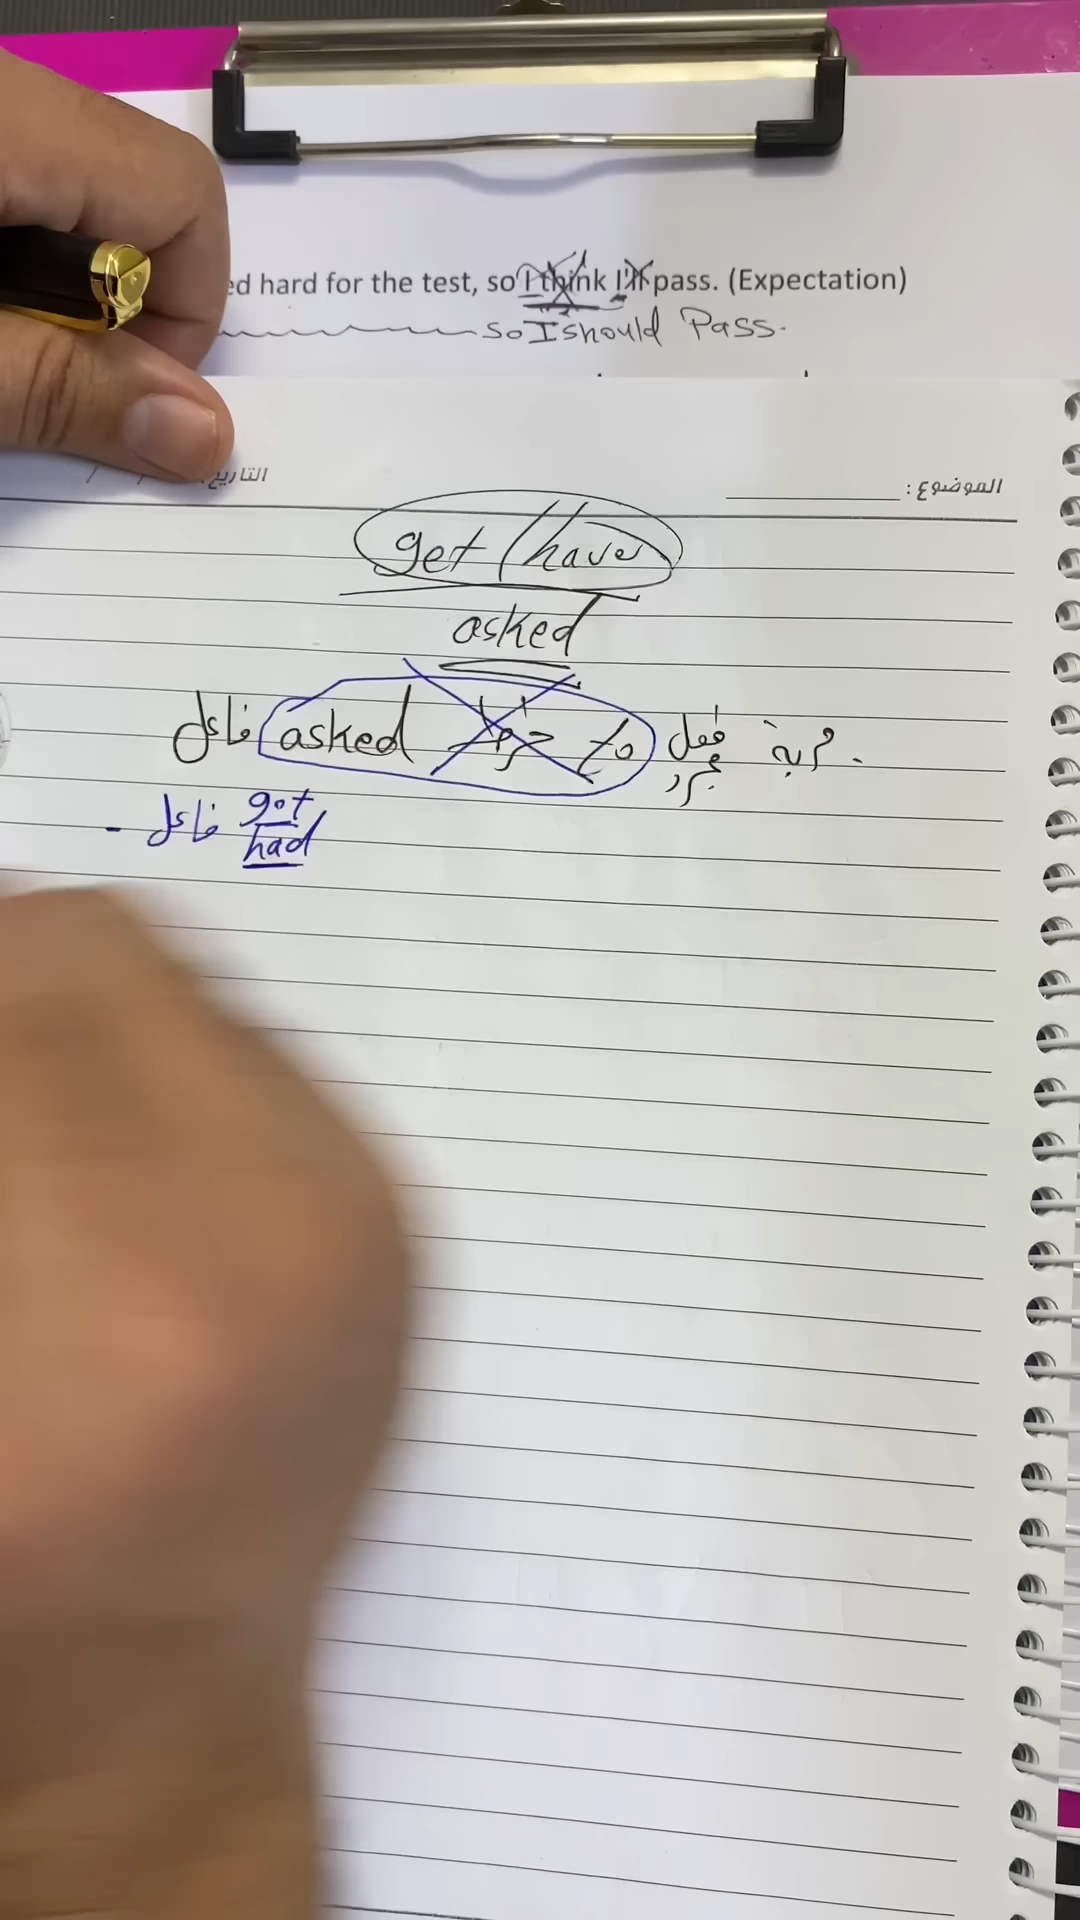 ed hard for the test, so I think I'll pass. (Expectation)
so I should Pass.
الموضوع: التاريخ:
get / have
asked
فاعل asked to فعل مجرد تكملة .
- فاعل got
had